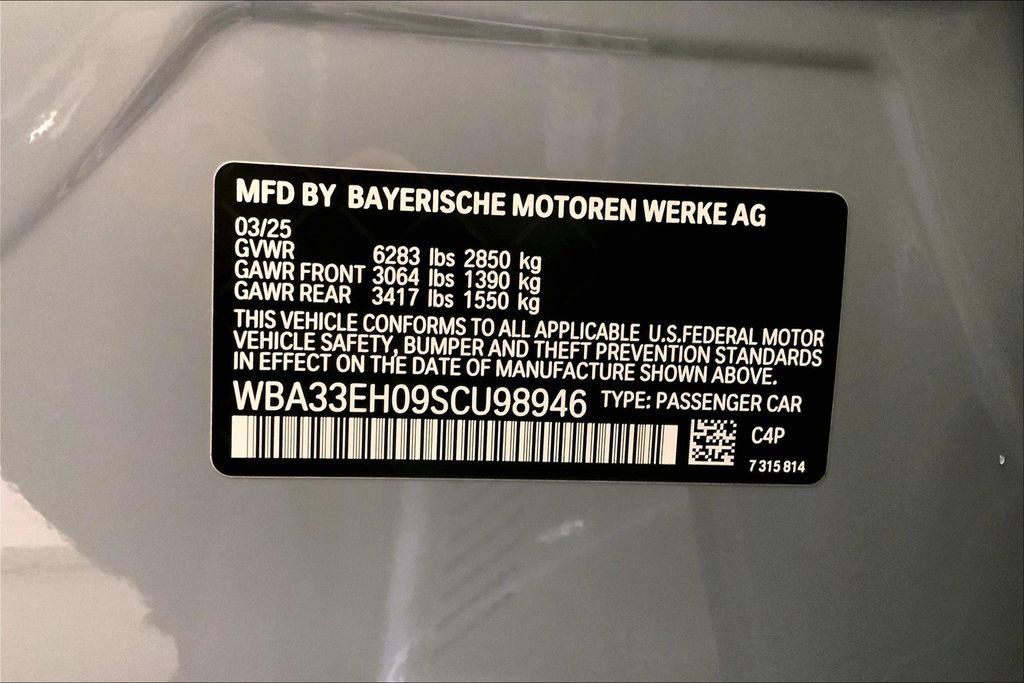 MFD BY BAYERISCHE MOTOREN WERKE AG
03/25
GVWR 6283 lbs 2850 kg
GAWR FRONT 3064 lbs 1390 kg
GAWR REAR 3417 lbs 1550 kg
THIS VEHICLE CONFORMS TO ALL APPLICABLE U.S.FEDERAL MOTOR
VEHICLE SAFETY, BUMPER AND THEFT PREVENTION STANDARDS
IN EFFECT ON THE DATE OF MANUFACTURE SHOWN ABOVE.
WBA33EH09SCU98946 TYPE: PASSENGER CAR
C4P
7 315 814